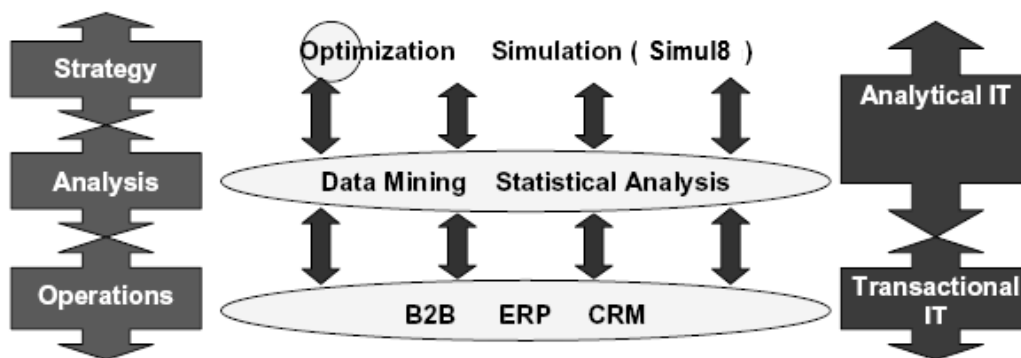 Optimization Simulation ( Simul8 )
Strategy
Analytical IT
Analysis
Data Mining Statistical Analysis
Operations
B2B ERP CRM
Transactional
IT